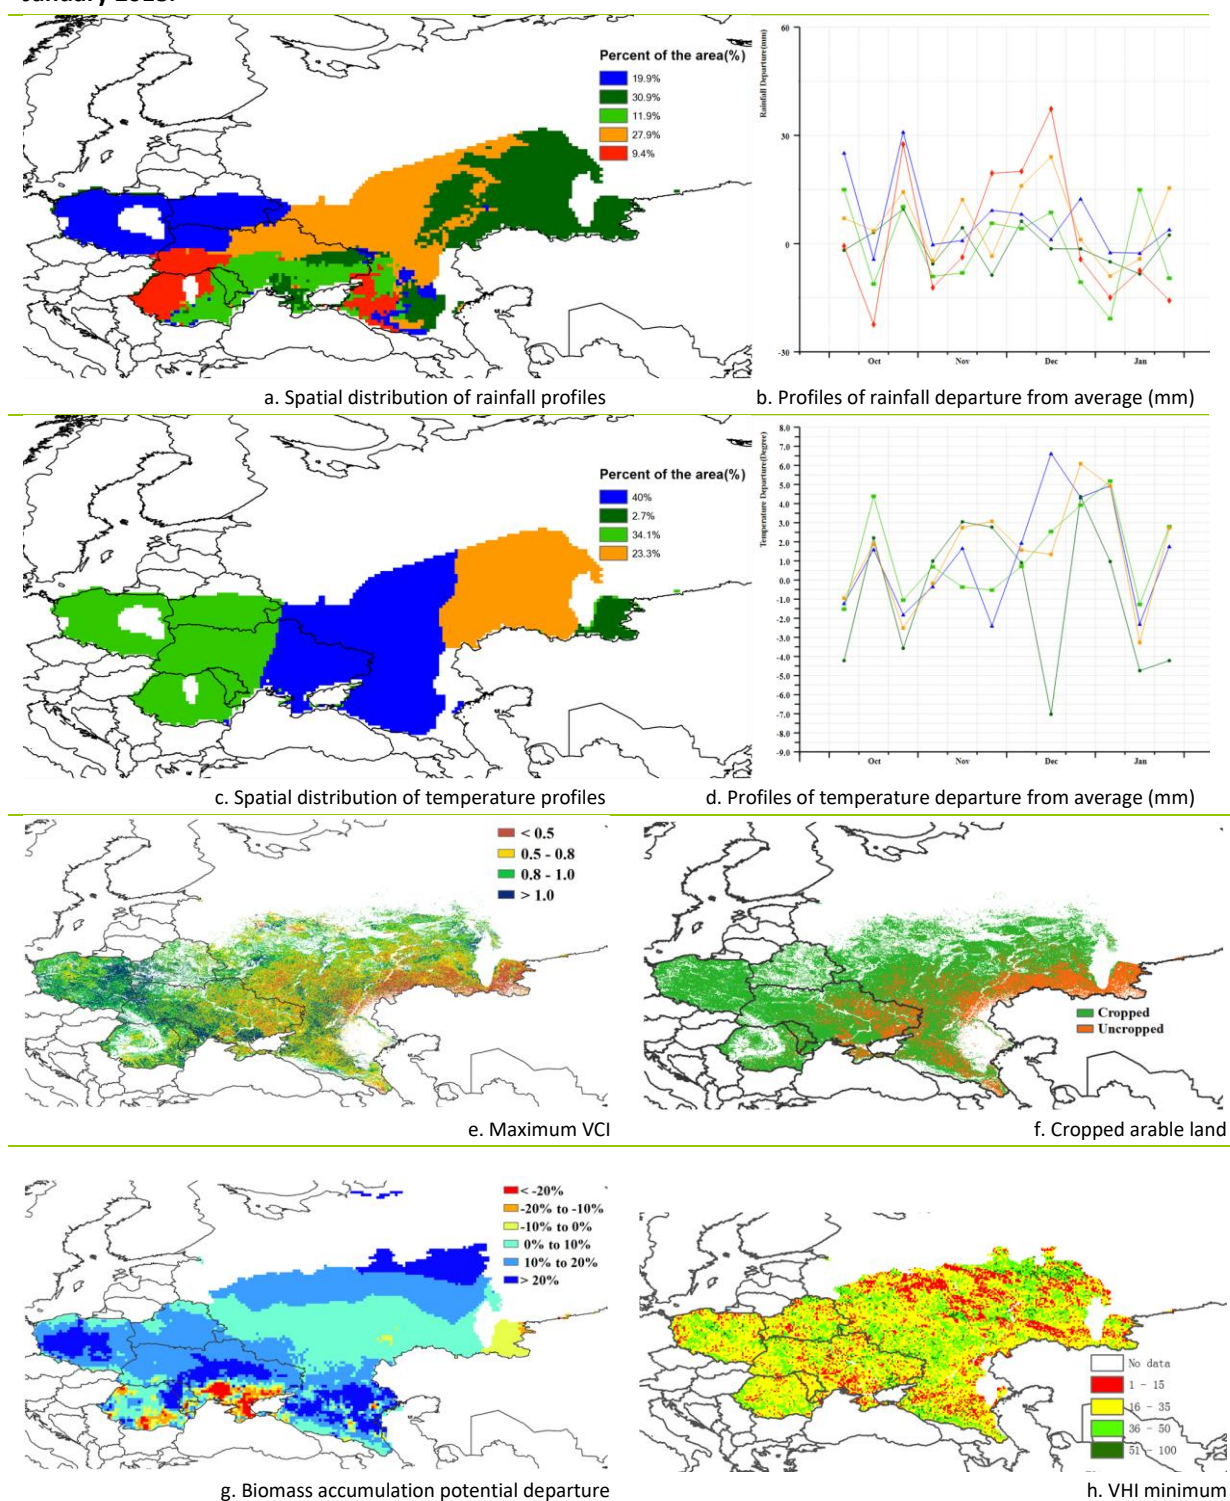 Percent of the area(%)
19.9%
30.9%
11.9%
27.9%
9.4%
Rainfall Departure(mm)
60
30
0
-30
Oct Nov Dec Jan
a. Spatial distribution of rainfall profiles
b. Profiles of rainfall departure from average (mm)
Percent of the area(%)
40%
2.7%
34.1%
23.3%
Temperature Departure(Degree)
8.0
7.0
6.0
5.0
4.0
3.0
2.0
1.0
0.0
-1.0
-2.0
-3.0
-4.0
-5.0
-6.0
-7.0
-8.0
-9.0
Oct Nov Dec Jan
c. Spatial distribution of temperature profiles
d. Profiles of temperature departure from average (mm)
< 0.5
0.5 - 0.8
0.8 - 1.0
> 1.0
Cropped
Uncropped
e. Maximum VCI
f. Cropped arable land
< -20%
-20% to -10%
-10% to 0%
0% to 10%
10% to 20%
> 20%
No data
1 - 15
16 - 35
36 - 50
51 - 100
g. Biomass accumulation potential departure
h. VHI minimum